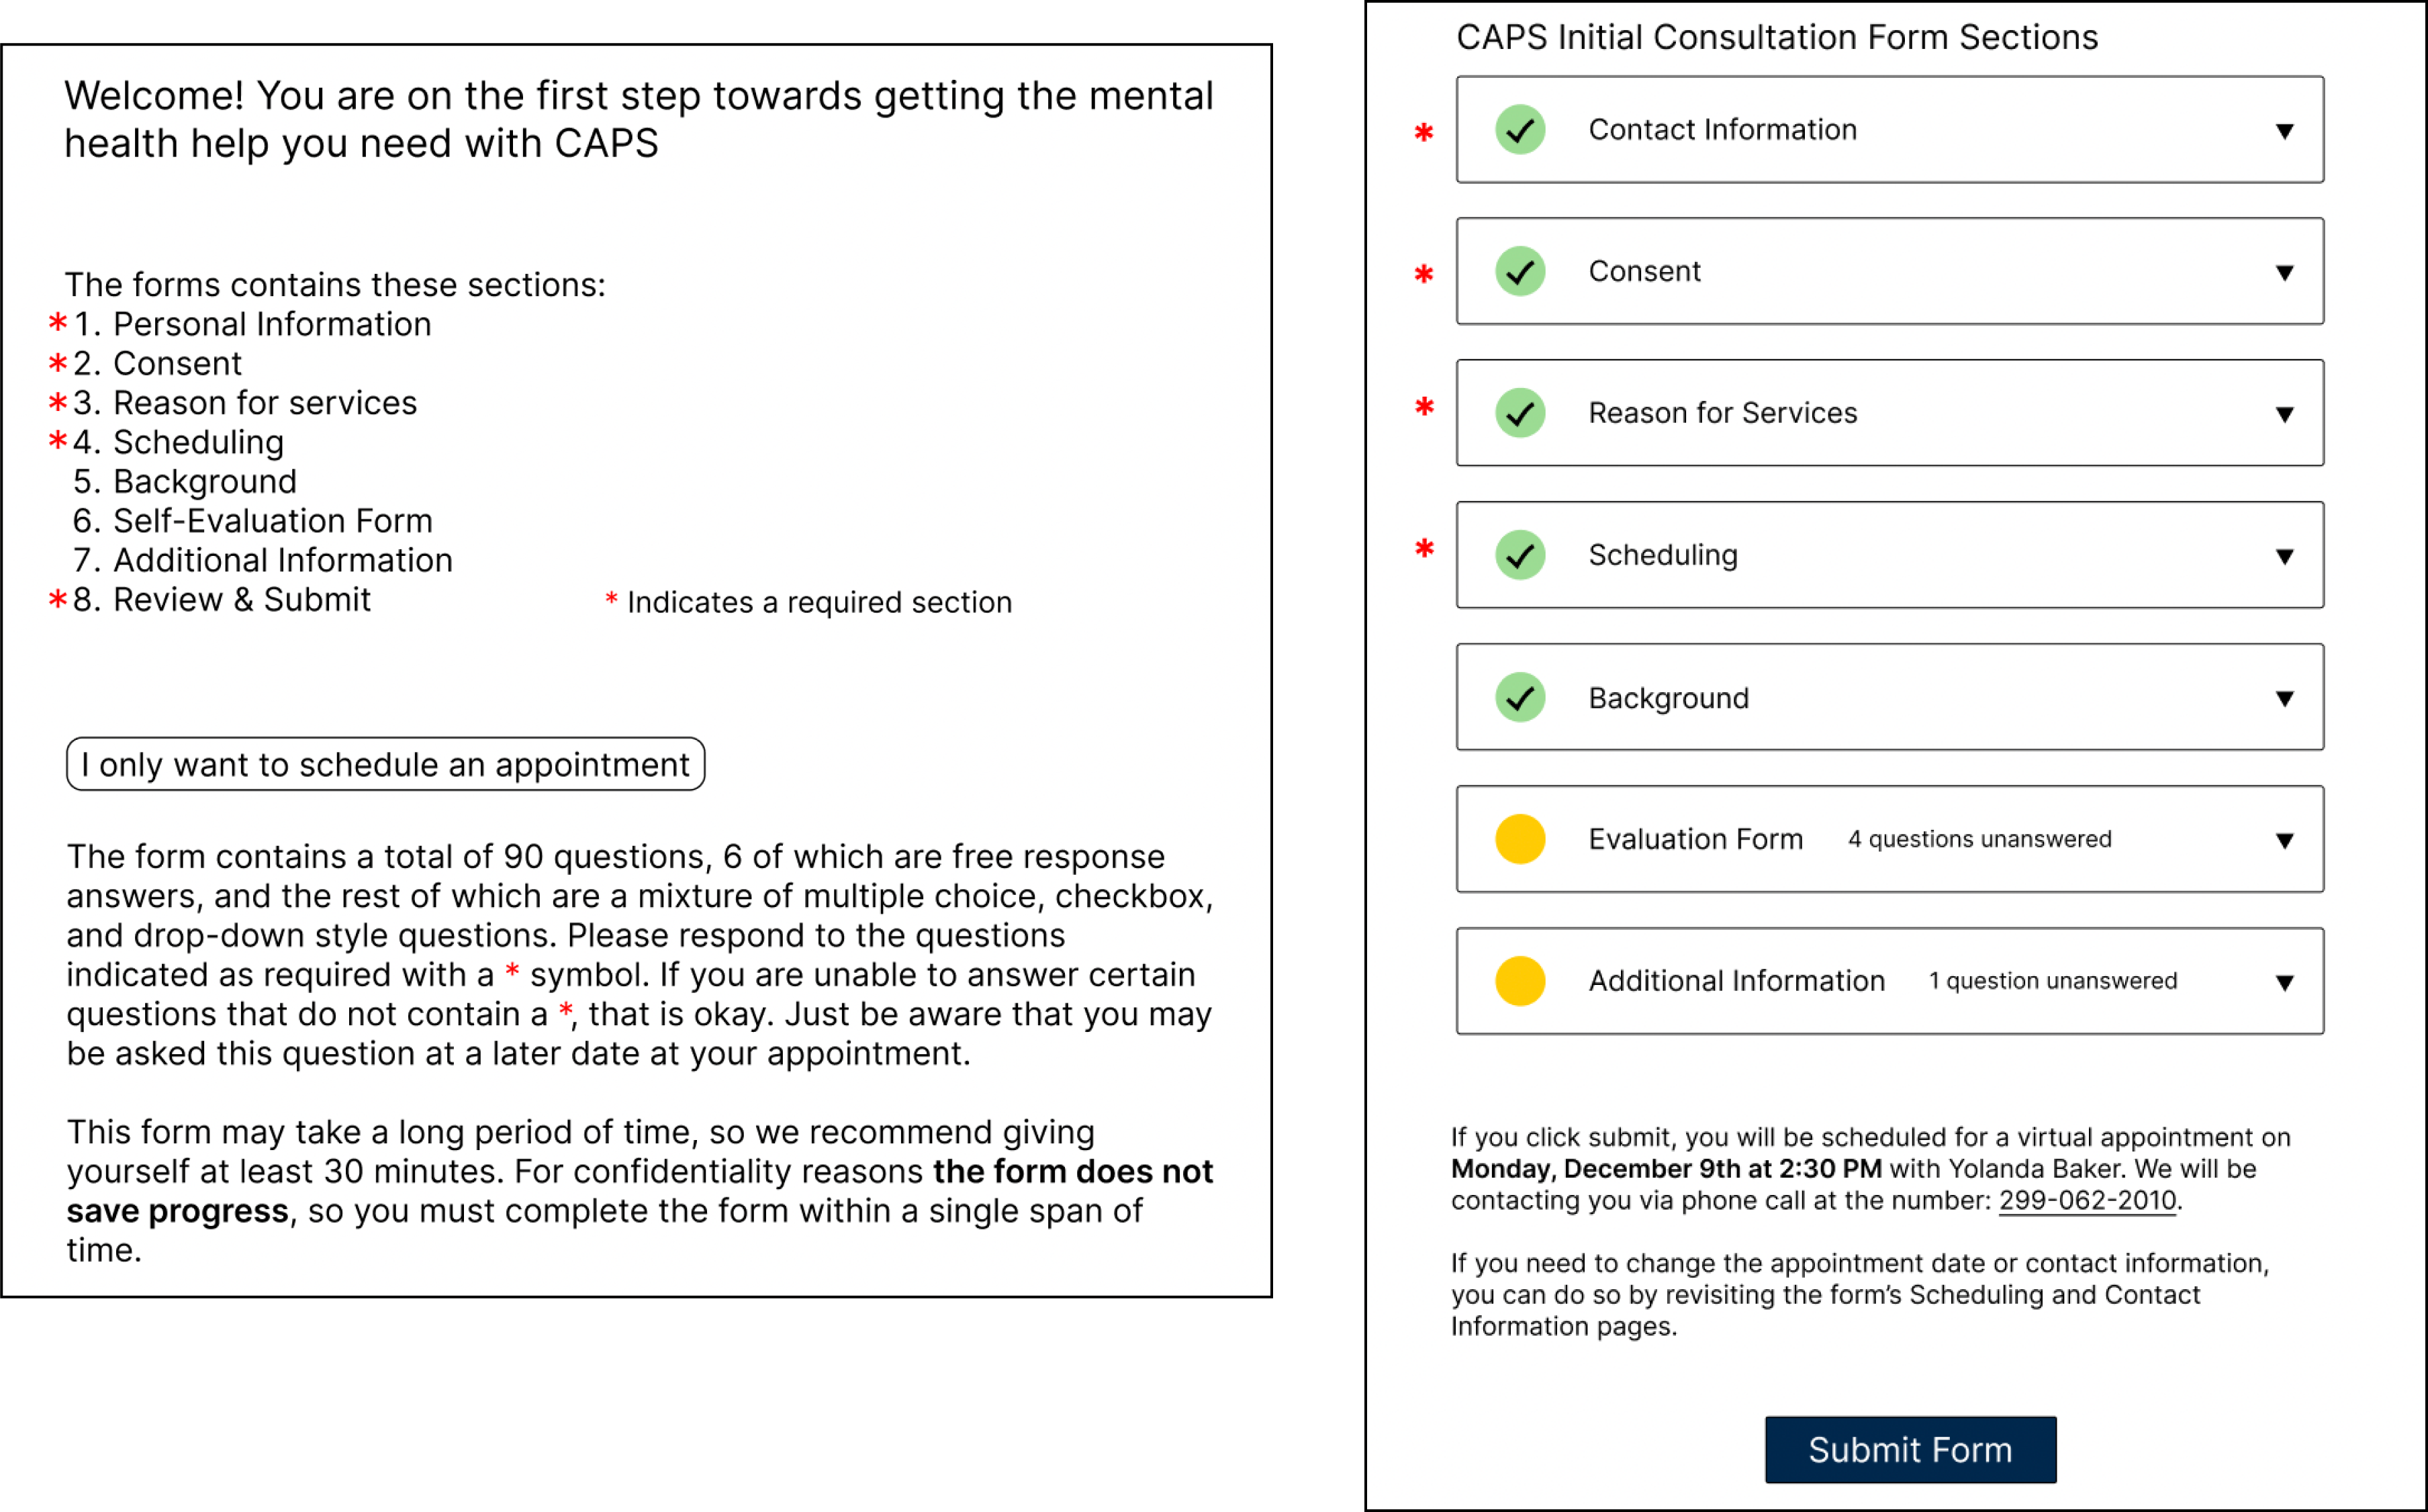 Welcome! You are on the first step towards getting the mental
health help you need with CAPS
The forms contains these sections:
*1. Personal Information
*2. Consent
*3. Reason for services
*4. Scheduling
5. Background
6. Self-Evaluation Form
7. Additional Information
*8. Review & Submit
* Indicates a required section
I only want to schedule an appointment
The form contains a total of 90 questions, 6 of which are free response
answers, and the rest of which are a mixture of multiple choice, checkbox,
and drop-down style questions. Please respond to the questions
indicated as required with a * symbol. If you are unable to answer certain
questions that do not contain a *, that is okay. Just be aware that you may
be asked this question at a later date at your appointment.
This form may take a long period of time, so we recommend giving
yourself at least 30 minutes. For confidentiality reasons the form does not
save progress, so you must complete the form within a single span of
time.
CAPS Initial Consultation Form Sections
* Contact Information
* Consent
* Reason for Services
* Scheduling
Background
Evaluation Form 4 questions unanswered
Additional Information 1 question unanswered
If you click submit, you will be scheduled for a virtual appointment on
Monday, December 9th at 2:30 PM with Yolanda Baker. We will be
contacting you via phone call at the number: 299-062-2010.
If you need to change the appointment date or contact information,
you can do so by revisiting the form's Scheduling and Contact
Information pages.
Submit Form